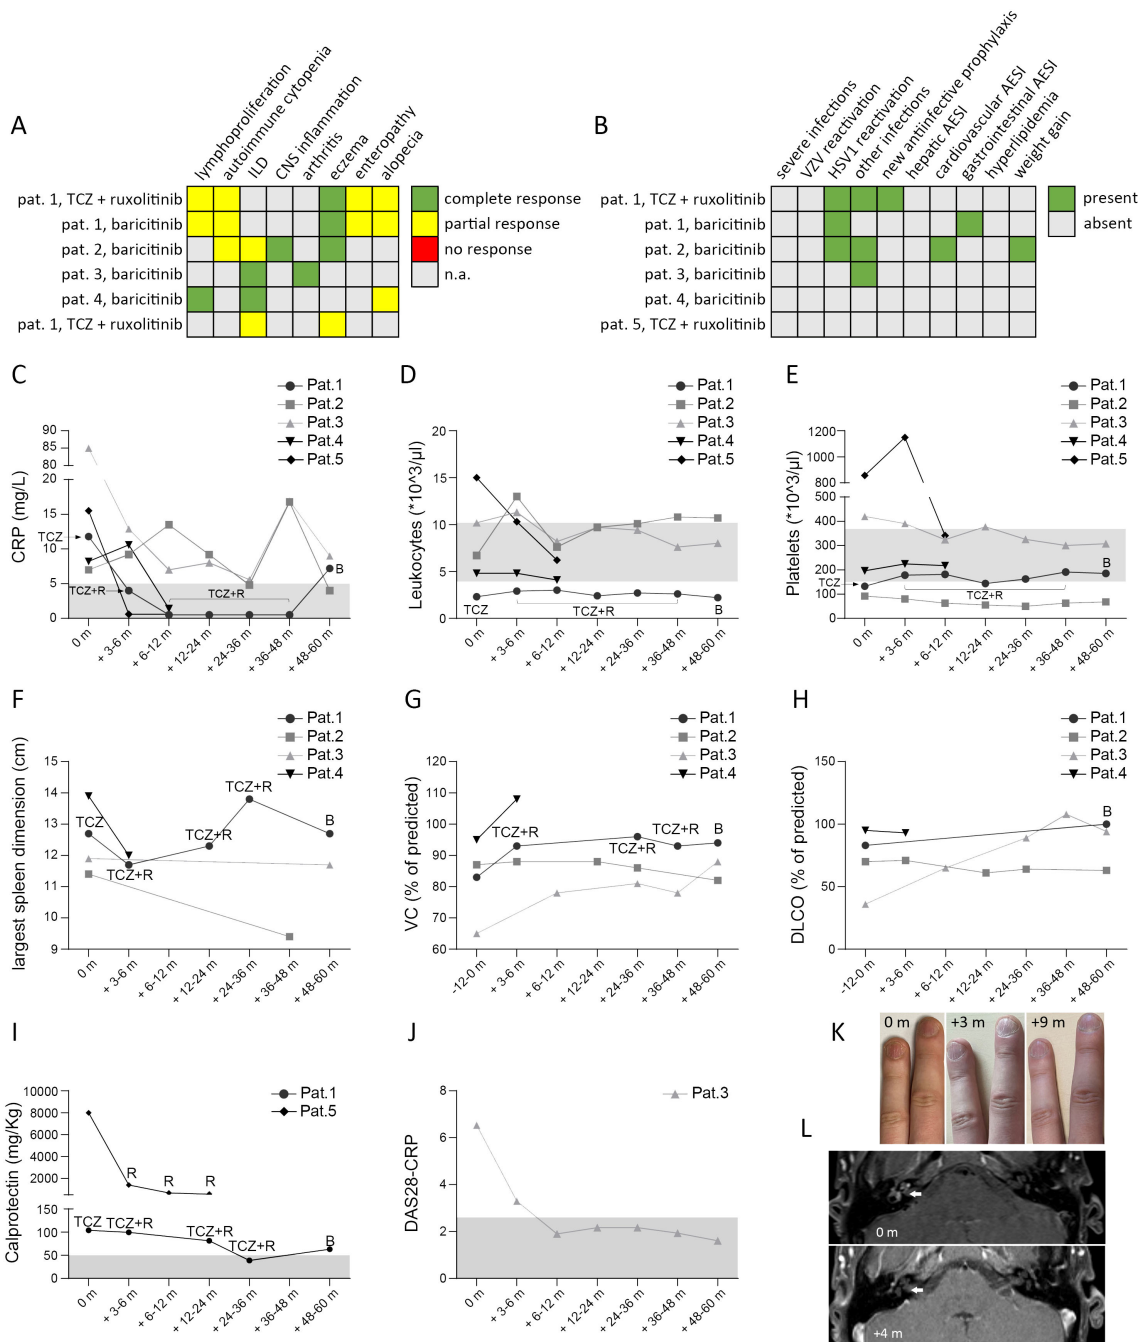 A
lymphoproliferation
autoimmune cytopenia
ILD
CNS inflammation
arthritis
eczema
enteropathy
alopecia
pat. 1, TCZ + ruxolitinib
pat. 1, baricitinib
pat. 2, baricitinib
pat. 3, baricitinib
pat. 4, baricitinib
pat. 1, TCZ + ruxolitinib
complete response
partial response
no response
n.a.
B
severe infections
VZV reactivation
HSV1 reactivation
other infections
new antiinfective prophylaxis
hepatic AESI
cardiovascular AESI
gastrointestinal AESI
hyperlipidemia
weight gain
pat. 1, TCZ + ruxolitinib
pat. 1, baricitinib
pat. 2, baricitinib
pat. 3, baricitinib
pat. 4, baricitinib
pat. 5, TCZ + ruxolitinib
present
absent
C
Pat.1
Pat.2
Pat.3
Pat.4
Pat.5
CRP (mg/L)
90
85
80
20
15
10
5
0
TCZ
TCZ+R
TCZ+R
B
0 m
+ 3-6 m
+ 6-12 m
+ 12-24 m
+ 24-36 m
+ 36-48 m
+ 48-60 m
D
Pat.1
Pat.2
Pat.3
Pat.4
Pat.5
Leukocytes (*10^3/µl)
20
15
10
5
0
TCZ
TCZ+R
B
0 m
+ 3-6 m
+ 6-12 m
+ 12-24 m
+ 24-36 m
+ 36-48 m
+ 48-60 m
E
Pat.1
Pat.2
Pat.3
Pat.4
Pat.5
Platelets (*10^3/µl)
1200
1000
800
500
400
300
200
100
0
TCZ
TCZ+R
B
0 m
+ 3-6 m
+ 6-12 m
+ 12-24 m
+ 24-36 m
+ 36-48 m
+ 48-60 m
F
Pat.1
Pat.2
Pat.3
Pat.4
largest spleen dimension (cm)
15
14
13
12
11
10
9
TCZ
TCZ+R
TCZ+R
TCZ+R
B
0 m
+ 3-6 m
+ 6-12 m
+ 12-24 m
+ 24-36 m
+ 36-48 m
+ 48-60 m
G
Pat.1
Pat.2
Pat.3
Pat.4
VC (% of predicted)
120
110
100
90
80
70
60
TCZ+R
TCZ+R
TCZ+R
B
-12-0 m
+ 3-6 m
+ 6-12 m
+ 12-24 m
+ 24-36 m
+ 36-48 m
+ 48-60 m
H
Pat.1
Pat.2
Pat.3
Pat.4
DLCO (% of predicted)
150
100
50
0
B
-12-0 m
+ 3-6 m
+ 6-12 m
+ 12-24 m
+ 24-36 m
+ 36-48 m
+ 48-60 m
I
Pat.1
Pat.5
Calprotectin (mg/Kg)
10000
8000
6000
4000
2000
150
100
50
0
R
R
R
TCZ
TCZ+R
TCZ+R
TCZ+R
B
0 m
+ 3-6 m
+ 6-12 m
+ 12-24 m
+ 24-36 m
+ 36-48 m
+ 48-60 m
J
Pat.3
DAS28-CRP
8
6
4
2
0
0 m
+ 3-6 m
+ 6-12 m
+ 12-24 m
+ 24-36 m
+ 36-48 m
+ 48-60 m
K
0 m
+3 m
+9 m
L
0 m
+4 m